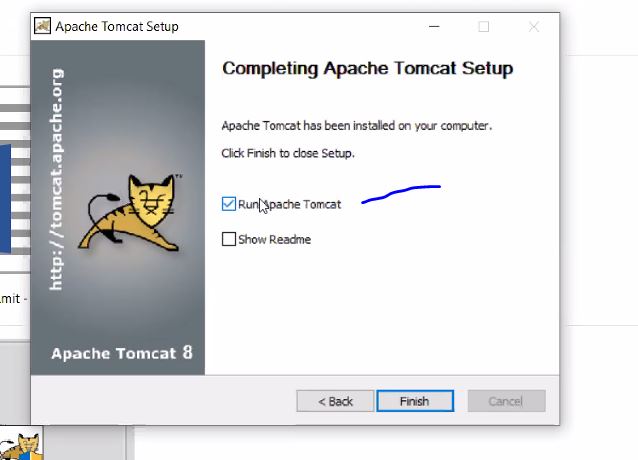 Apache Tomcat Setup
http://tomcat.apache.org
Completing Apache Tomcat Setup
Apache Tomcat has been installed on your computer.
Click Finish to close Setup.
TM
Run Apache Tomcat
Show Readme
Apache Tomcat 8
mit -
< Back
Finish
Cancel